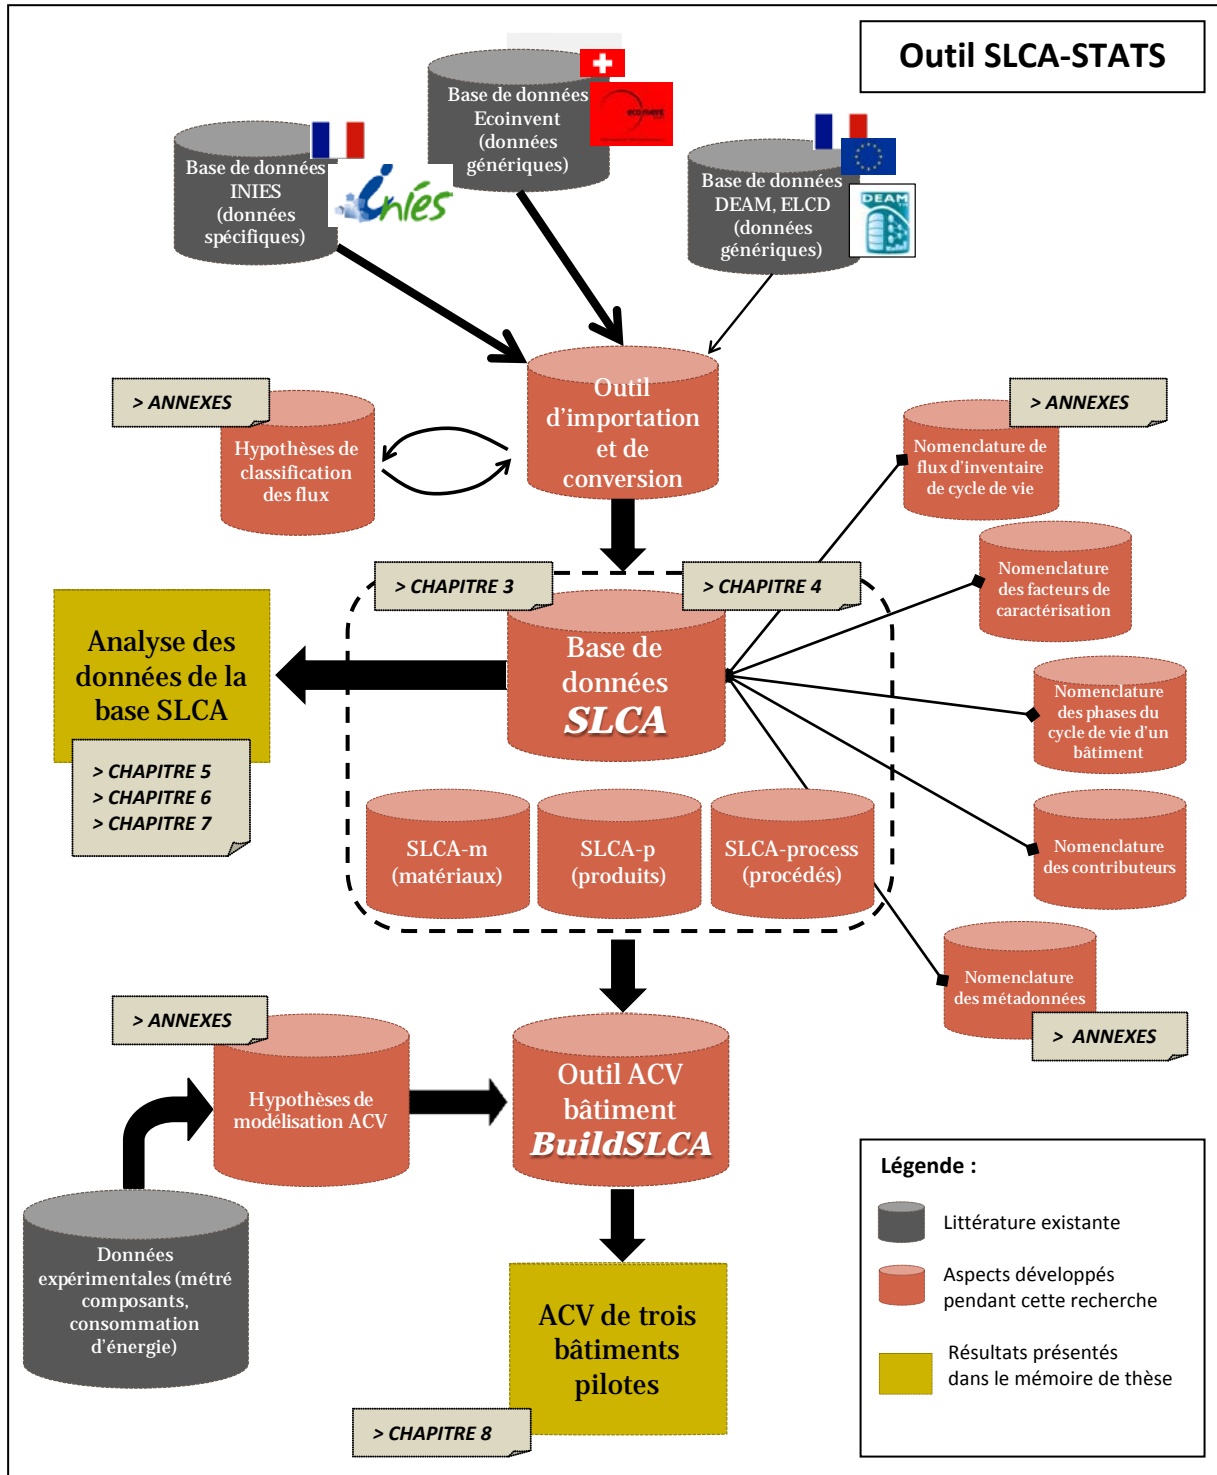 Outil SLCA-STATS
Base de données
Ecoinvent
(données
génériques)
ecoinvent
Base de données
INIES
(données
spécifiques)
iniés
Base de données
DEAM, ELCD
(données
génériques)
DEAM
> ANNEXES
Hypothèses de
classification
des flux
Outil
d'importation
et de
conversion
> ANNEXES
Nomenclature de
flux d'inventaire
de cycle de vie
Nomenclature
des facteurs de
caractérisation
> CHAPITRE 3
> CHAPITRE 4
Base de
données
SLCA
Analyse des
données de la
base SLCA
> CHAPITRE 5
> CHAPITRE 6
> CHAPITRE 7
Nomenclature
des phases du
cycle de vie d'un
bâtiment
SLCA-m
(matériaux)
SLCA-p
(produits)
SLCA-process
(procédés)
Nomenclature
des contributeurs
Nomenclature
des métadonnées
> ANNEXES
> ANNEXES
Hypothèses de
modélisation ACV
Outil ACV
bâtiment
BuildSLCA
Données
expérimentales (métré
composants,
consommation
d'énergie)
ACV de trois
bâtiments
pilotes
> CHAPITRE 8
Légende :
Littérature existante
Aspects développés
pendant cette recherche
Résultats présentés
dans le mémoire de thèse